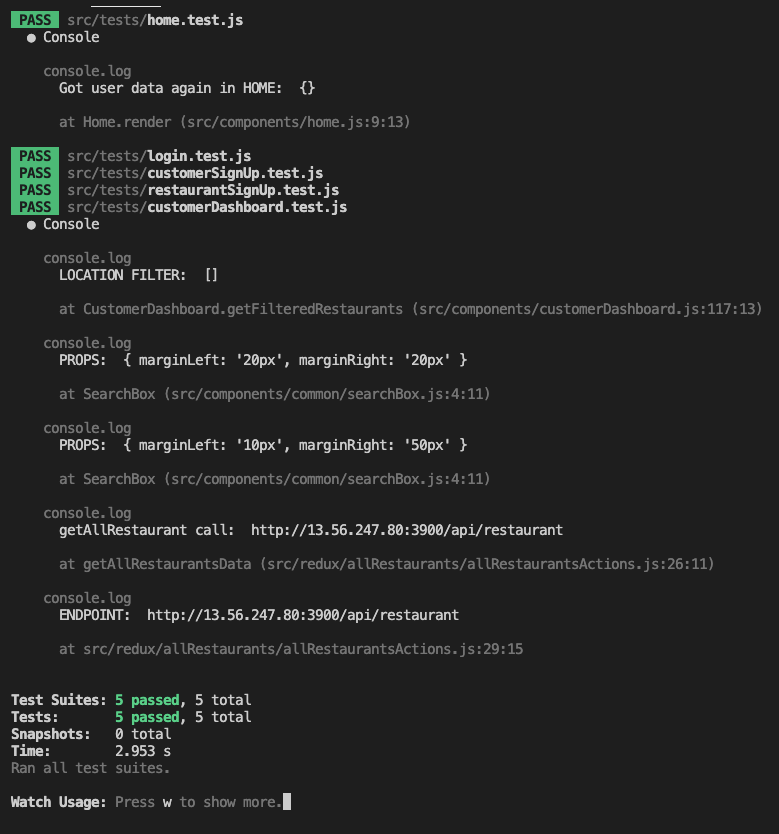 PASS src/tests/home.test.js
● Console
console.log
Got user data again in HOME:  {}
at Home.render (src/components/home.js:9:13)
PASS src/tests/login.test.js
PASS src/tests/customerSignUp.test.js
PASS src/tests/restaurantSignUp.test.js
PASS src/tests/customerDashboard.test.js
● Console
console.log
LOCATION FILTER:  []
at CustomerDashboard.getFilteredRestaurants (src/components/customerDashboard.js:117:13)
console.log
PROPS:  { marginLeft: '20px', marginRight: '20px' }
at SearchBox (src/components/common/searchBox.js:4:11)
console.log
PROPS:  { marginLeft: '10px', marginRight: '50px' }
at SearchBox (src/components/common/searchBox.js:4:11)
console.log
getAllRestaurant call:  http://13.56.247.80:3900/api/restaurant
at getAllRestaurantsData (src/redux/allRestaurants/allRestaurantsActions.js:26:11)
console.log
ENDPOINT:  http://13.56.247.80:3900/api/restaurant
at src/redux/allRestaurants/allRestaurantsActions.js:29:15
Test Suites: 5 passed, 5 total
Tests:       5 passed, 5 total
Snapshots:   0 total
Time:        2.953 s
Ran all test suites.
Watch Usage: Press w to show more.